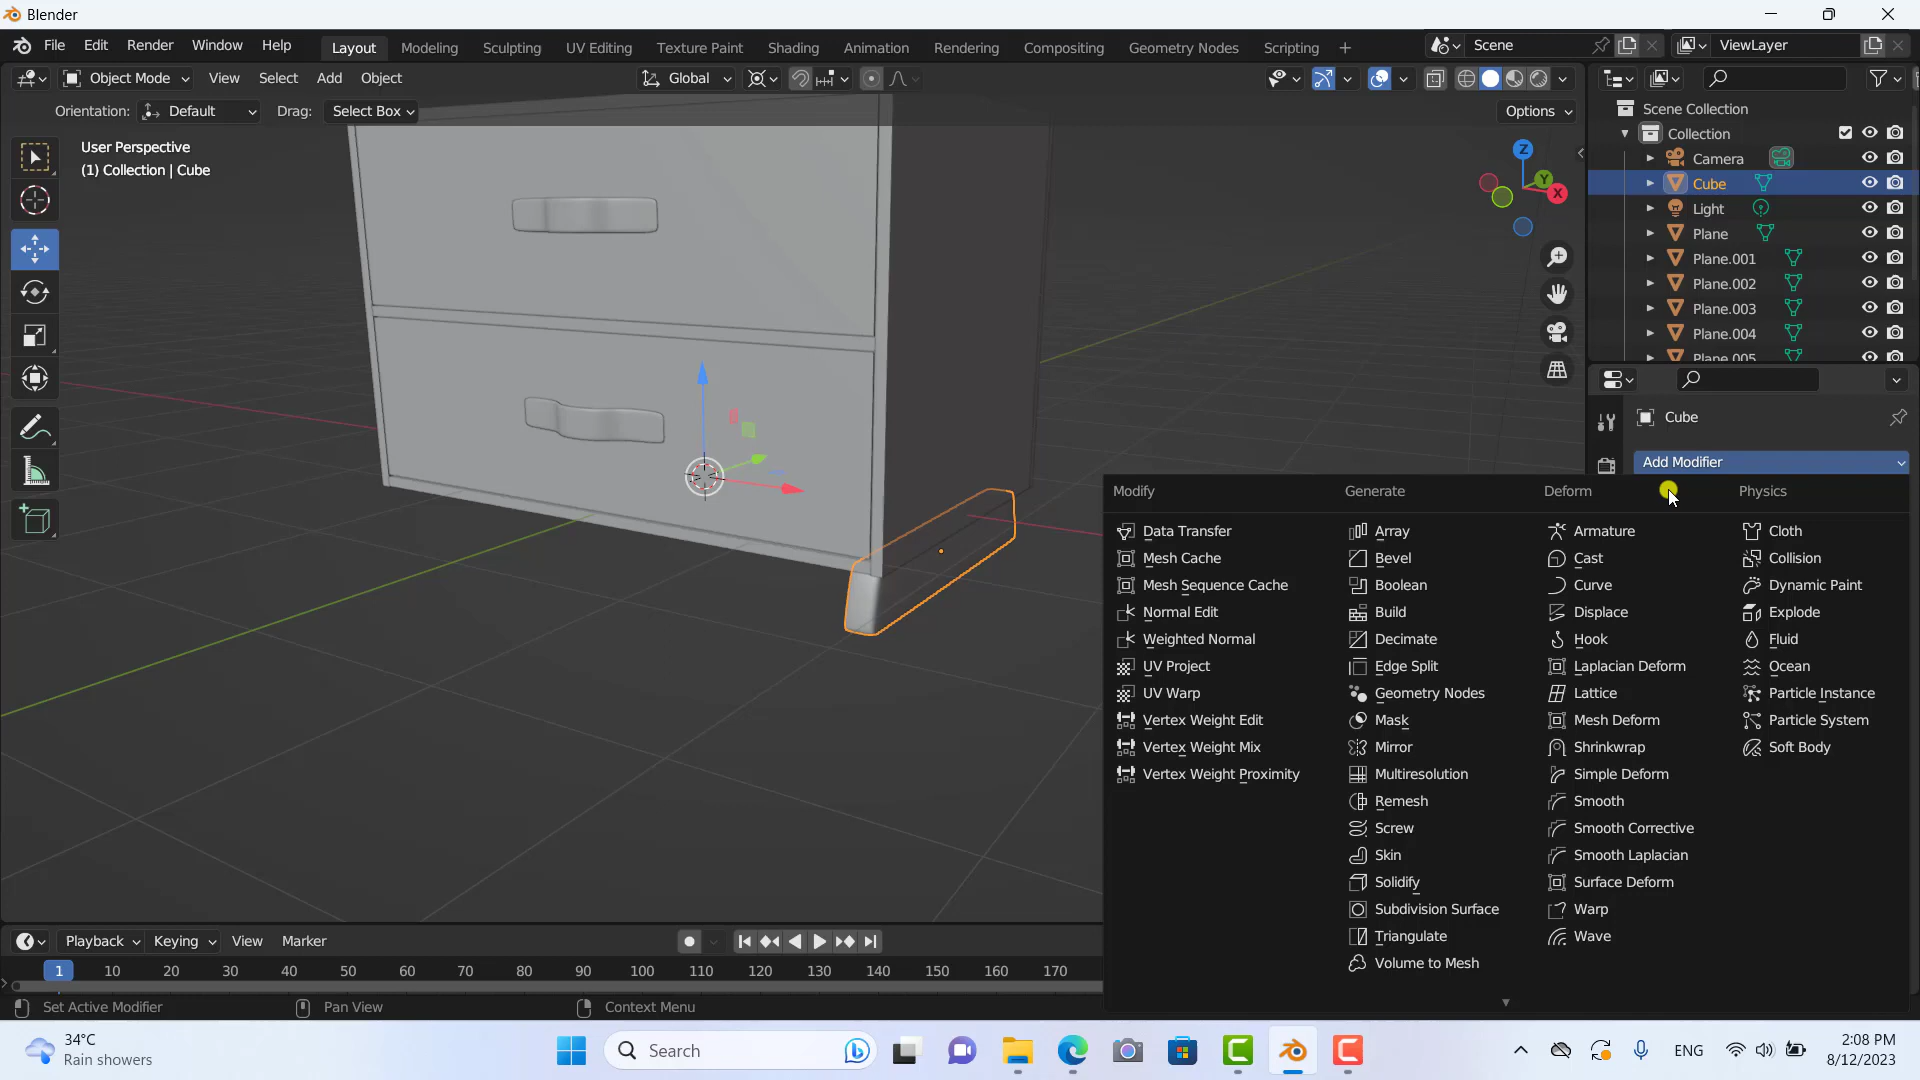 Blender
File Edit Render Window Help Layout Modeling Sculpting UV Editing Texture Paint Shading Animation Rendering Compositing Geometry Nodes Scripting + Scene ViewLayer
Object Mode View Select Add Object Global
Orientation: Default Drag: Select Box Options
User Perspective
(1) Collection | Cube
Z
Y
X
Scene Collection
Collection
Camera
Cube
Light
Plane
Plane.001
Plane.002
Plane.003
Plane.004
Plane.005
Cube
Add Modifier
Modify Generate Deform Physics
Data Transfer Array Armature Cloth
Mesh Cache Bevel Cast Collision
Mesh Sequence Cache Boolean Curve Dynamic Paint
Normal Edit Build Displace Explode
Weighted Normal Decimate Hook Fluid
UV Project Edge Split Laplacian Deform Ocean
UV Warp Geometry Nodes Lattice Particle Instance
Vertex Weight Edit Mask Mesh Deform Particle System
Vertex Weight Mix Mirror Shrinkwrap Soft Body
Vertex Weight Proximity Multiresolution Simple Deform
Remesh Smooth
Screw Smooth Corrective
Skin Smooth Laplacian
Solidify Surface Deform
Subdivision Surface Warp
Triangulate Wave
Volume to Mesh
Playback Keying View Marker
1 10 20 30 40 50 60 70 80 90 100 110 120 130 140 150 160 170
Set Active Modifier Pan View Context Menu
34°C
Rain showers
Search
ENG
2:08 PM
8/12/2023